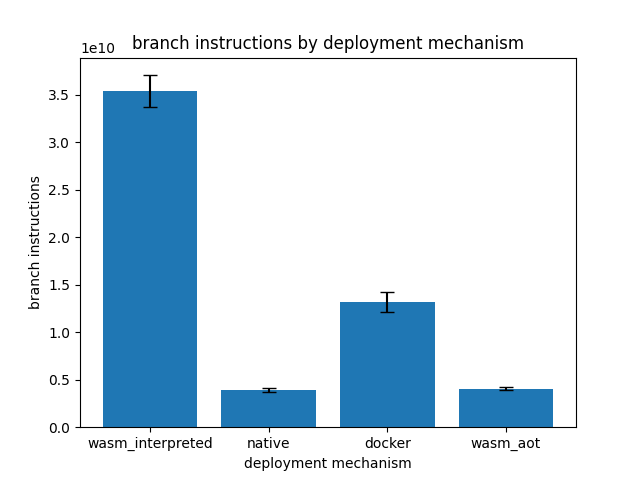 branch instructions by deployment mechanism
1e10
3.5
3.0
2.5
2.0
1.5
1.0
0.5
0.0
branch instructions
wasm_interpreted native docker wasm_aot
deployment mechanism